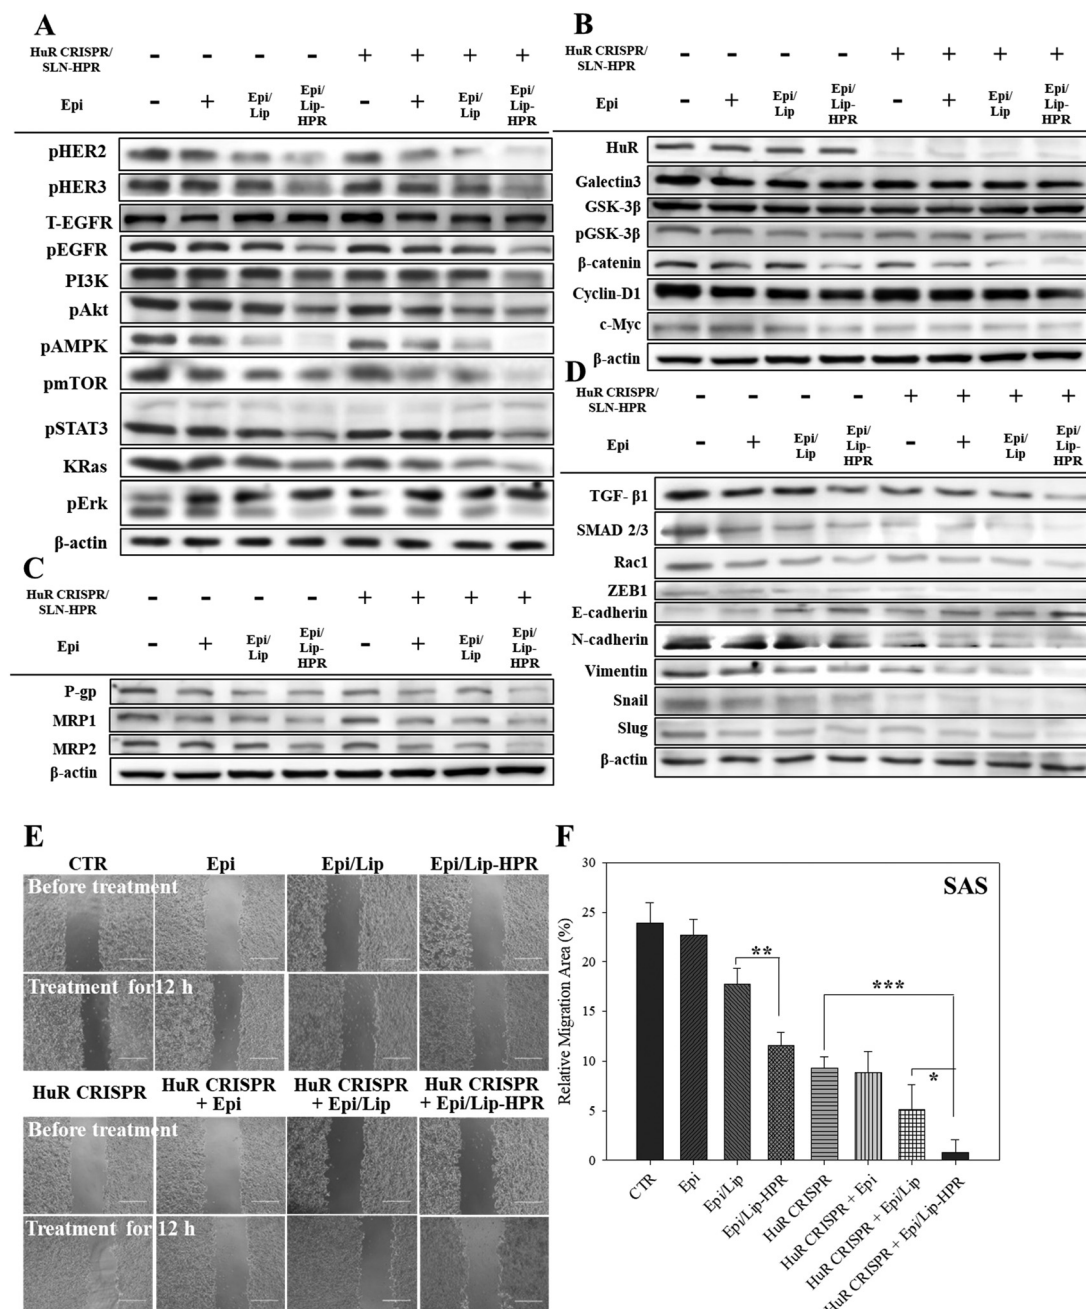 A
HuR CRISPR/
SLN-HPR
- - - - + + + +
Epi - + Epi/Lip Epi/Lip-HPR - + Epi/Lip Epi/Lip-HPR
pHER2
pHER3
T-EGFR
pEGFR
PI3K
pAkt
pAMPK
pmTOR
pSTAT3
KRas
pErk
β-actin
B
HuR CRISPR/
SLN-HPR
- - - - + + + +
Epi - + Epi/Lip Epi/Lip-HPR - + Epi/Lip Epi/Lip-HPR
HuR
Galectin3
GSK-3β
pGSK-3β
β-catenin
Cyclin-D1
c-Myc
β-actin
C
HuR CRISPR/
SLN-HPR
- - - - + + + +
Epi - + Epi/Lip Epi/Lip-HPR - + Epi/Lip Epi/Lip-HPR
P-gp
MRP1
MRP2
β-actin
D
HuR CRISPR/
SLN-HPR
- - - - + + + +
Epi - + Epi/Lip Epi/Lip-HPR - + Epi/Lip Epi/Lip-HPR
TGF- β1
SMAD 2/3
Rac1
ZEB1
E-cadherin
N-cadherin
Vimentin
Snail
Slug
β-actin
E
CTR Epi Epi/Lip Epi/Lip-HPR
Before treatment
Treatment for12 h
HuR CRISPR
HuR CRISPR
+ Epi
HuR CRISPR
+ Epi/Lip
HuR CRISPR
+ Epi/Lip-HPR
Before treatment
Treatment for 12 h
F
SAS
Relative Migration Area (%)
30
25
20
15
10
5
0
**
***
*
CTR
Epi
Epi/Lip
Epi/Lip-HPR
HuR CRISPR
HuR CRISPR + Epi
HuR CRISPR + Epi/Lip
HuR CRISPR + Epi/Lip-HPR